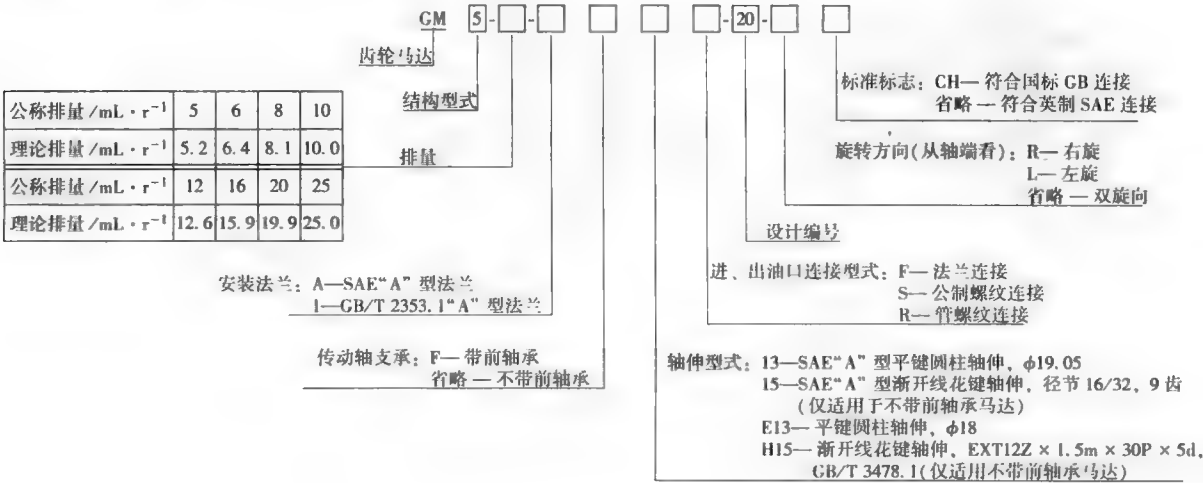 GM 5 - □ - □ □ □ □ - 20 - □ □
齿轮马达
结构型式
排量
公称排量/mL·r⁻¹ 5 6 8 10
理论排量/mL·r⁻¹ 5.2 6.4 8.1 10.0
公称排量/mL·r⁻¹ 12 16 20 25
理论排量/mL·r⁻¹ 12.6 15.9 19.9 25.0
安装法兰：A—SAE“A” 型法兰
1—GB/T 2353.1“A” 型法兰
传动轴支承：F— 带前轴承
省略 — 不带前轴承
标准标志：CH— 符合国标 GB 连接
省略 — 符合英制 SAE 连接
旋转方向(从轴端看)：R— 右旋
L— 左旋
省略 — 双旋向
设计编号
进、出油口连接型式：F— 法兰连接
S— 公制螺纹连接
R— 管螺纹连接
轴伸型式：13—SAE“A” 型平键圆柱轴伸，φ19.05
15—SAE“A” 型渐开线花键轴伸，径节 16/32，9 齿
(仅适用于不带前轴承马达)
E13— 平键圆柱轴伸，φ18
H15— 渐开线花键轴伸，EXT12Z × 1.5m × 30P × 5d，
GB/T 3478.1(仅适用不带前轴承马达)